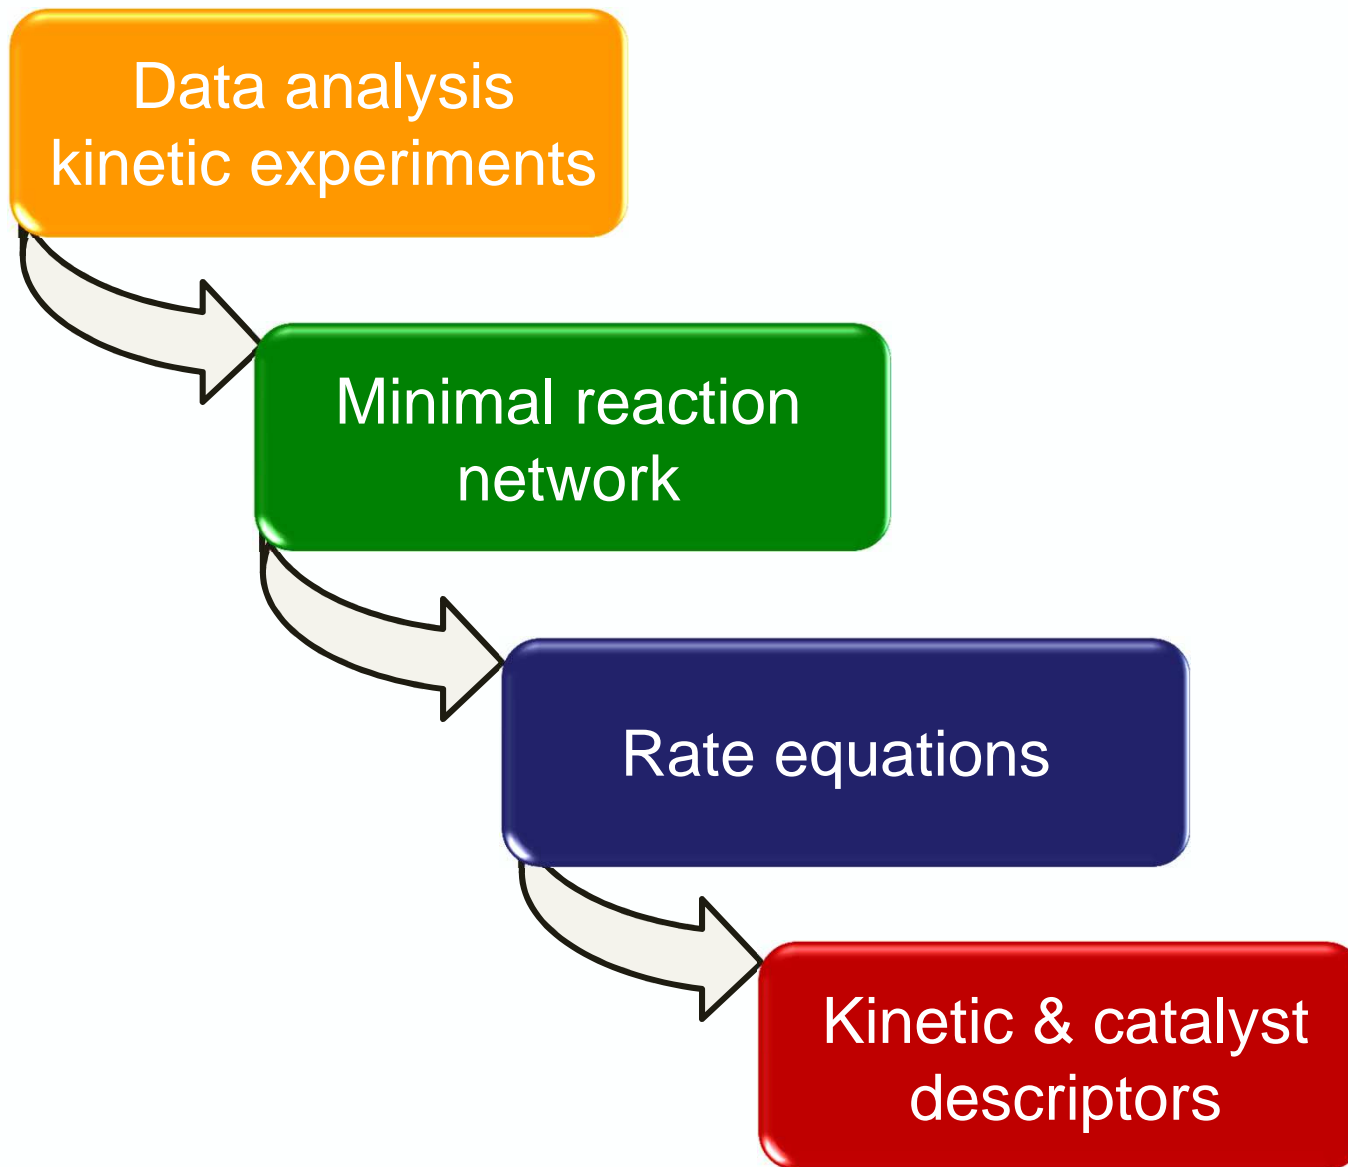 Data analysis
kinetic experiments
Minimal reaction
network
Rate equations
Kinetic & catalyst
descriptors